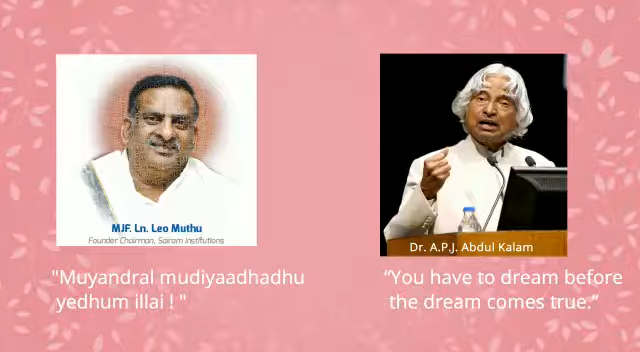 MJF. Ln. Leo Muthu
Founder Chairman, Sairam institutions
"Muyandral mudiyaadhadhu
yedhum illai ! "
Dr. A.P.J. Abdul Kalam
“You have to dream before
the dream comes true.”